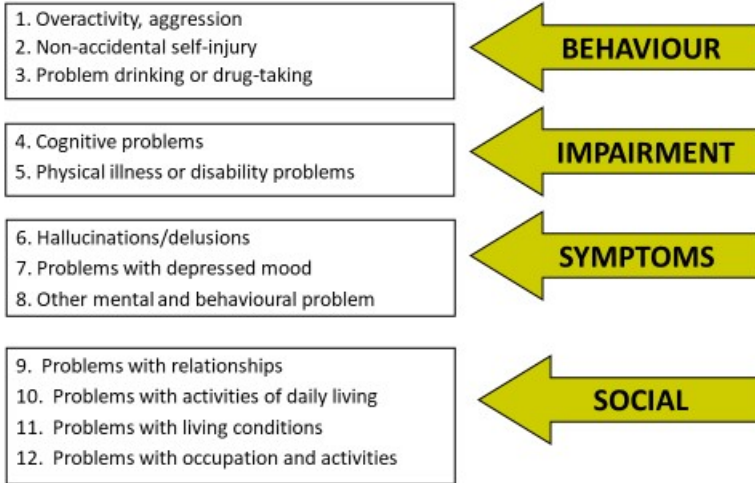 1. Overactivity, aggression
2. Non-accidental self-injury
3. Problem drinking or drug-taking
BEHAVIOUR
4. Cognitive problems
5. Physical illness or disability problems
IMPAIRMENT
6. Hallucinations/delusions
7. Problems with depressed mood
8. Other mental and behavioural problem
SYMPTOMS
9. Problems with relationships
10. Problems with activities of daily living
11. Problems with living conditions
12. Problems with occupation and activities
SOCIAL